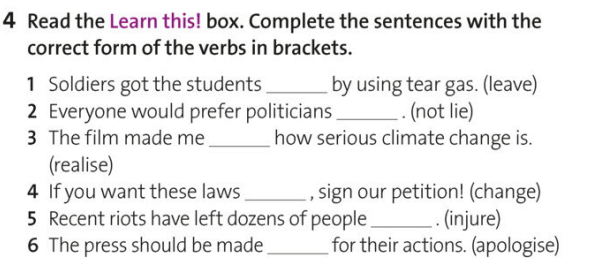 4 Read the Learn this! box. Complete the sentences with the
correct form of the verbs in brackets.
1 Soldiers got the students ______ by using tear gas. (leave)
2 Everyone would prefer politicians ______ . (not lie)
3 The film made me ______ how serious climate change is.
(realise)
4 If you want these laws ______ , sign our petition! (change)
5 Recent riots have left dozens of people ______ . (injure)
6 The press should be made ______ for their actions. (apologise)